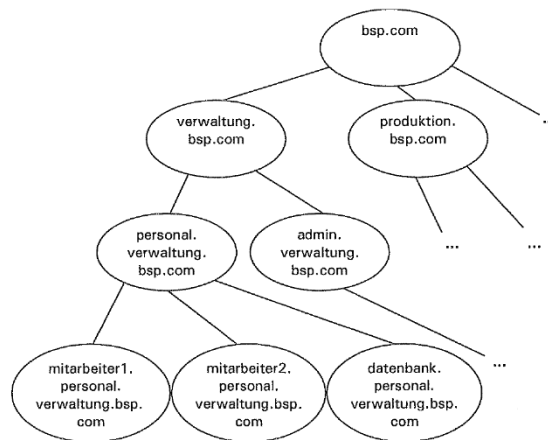 bsp.com
verwaltung.
bsp.com
produktion.
bsp.com
...
personal.
verwaltung.
bsp.com
admin.
verwaltung.
bsp.com
...
...
mitarbeiter1.
personal.
verwaltung.bsp.
com
mitarbeiter2.
personal.
verwaltung.bsp.
com
datenbank.
personal.
verwaltung.bsp.
com
...